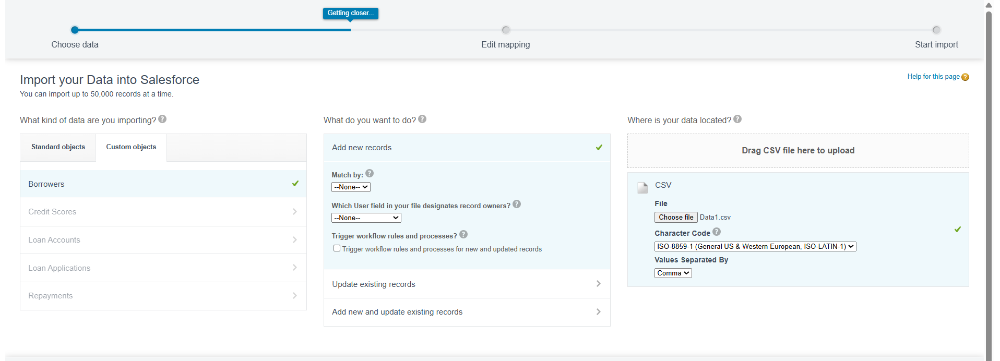 Getting closer...
Choose data
Edit mapping
Start import
Import your Data into Salesforce
Help for this page
You can import up to 50,000 records at a time.
What kind of data are you importing?
Standard objects
Custom objects
Borrowers
Credit Scores
Loan Accounts
Loan Applications
Repayments
What do you want to do?
Add new records
Match by:
--None--
Which User field in your file designates record owners?
--None--
Trigger workflow rules and processes?
Trigger workflow rules and processes for new and updated records
Update existing records
Add new and update existing records
Where is your data located?
Drag CSV file here to upload
CSV
File
Choose file Data1.csv
Character Code
ISO-8859-1 (General US & Western European, ISO-LATIN-1)
Values Separated By
Comma